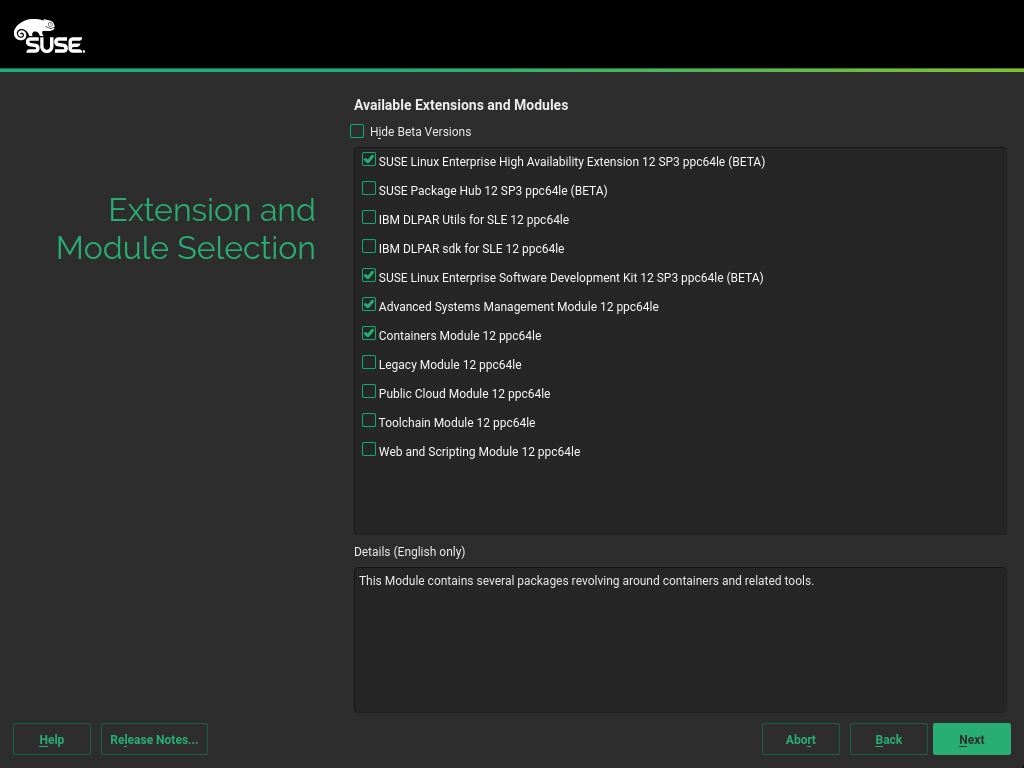 SUSE.
Available Extensions and Modules
Hide Beta Versions
SUSE Linux Enterprise High Availability Extension 12 SP3 ppc64le (BETA)
SUSE Package Hub 12 SP3 ppc64le (BETA)
Extension and
Module Selection
IBM DLPAR Utils for SLE 12 ppc64le
IBM DLPAR sdk for SLE 12 ppc64le
SUSE Linux Enterprise Software Development Kit 12 SP3 ppc64le (BETA)
Advanced Systems Management Module 12 ppc64le
Containers Module 12 ppc64le
Legacy Module 12 ppc64le
Public Cloud Module 12 ppc64le
Toolchain Module 12 ppc64le
Web and Scripting Module 12 ppc64le
Details (English only)
This Module contains several packages revolving around containers and related tools.
Help
Release Notes...
Abort
Back
Next